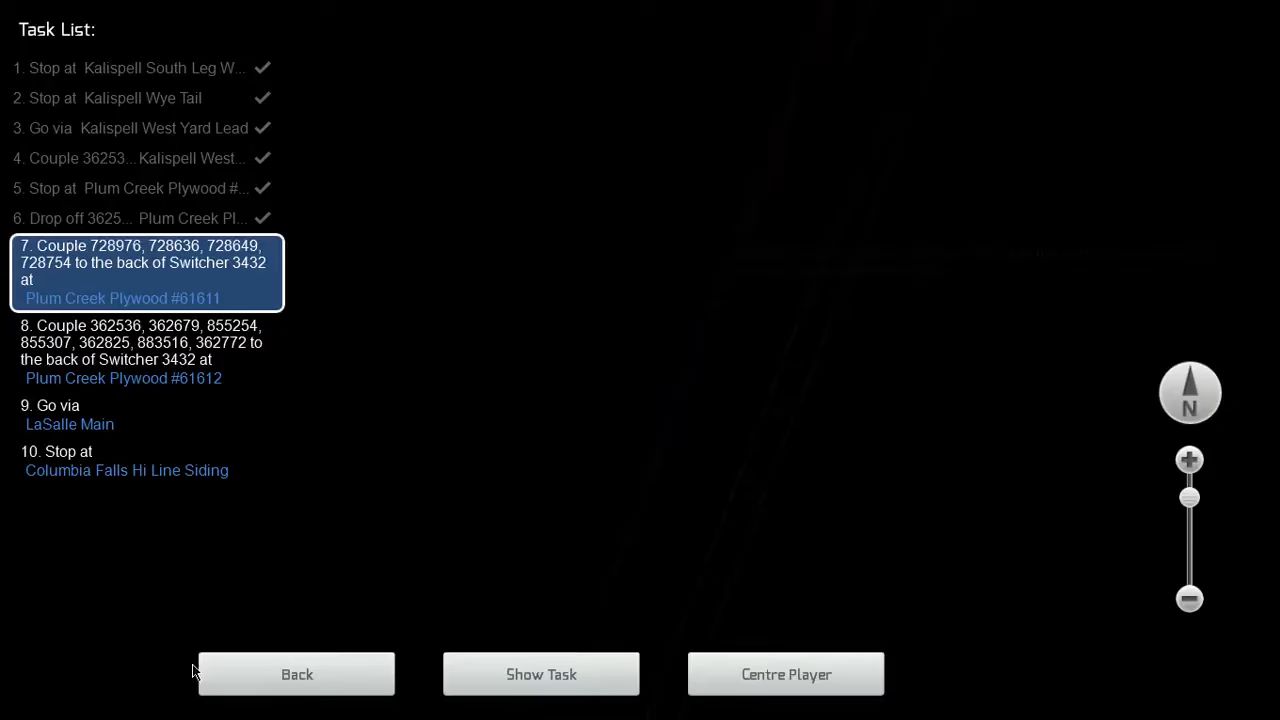 Task List:
1. Stop at Kalispell South Leg W...
2. Stop at Kalispell Wye Tail
3. Go via Kalispell West Yard Lead
4. Couple 36253... Kalispell West...
5. Stop at Plum Creek Plywood #...
6. Drop off 3625... Plum Creek Pl...
7. Couple 728976, 728636, 728649,
728754 to the back of Switcher 3432
at
Plum Creek Plywood #61611
8. Couple 362536, 362679, 855254,
855307, 362825, 883516, 362772 to
the back of Switcher 3432 at
Plum Creek Plywood #61612
9. Go via
LaSalle Main
10. Stop at
Columbia Falls Hi Line Siding
N
Back
Show Task
Centre Player